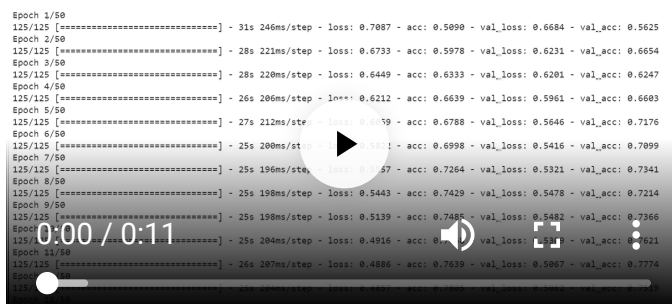 Epoch 1/50
125/125 [==============================] - 31s 246ms/step - loss: 0.7087 - acc: 0.5090 - val_loss: 0.6684 - val_acc: 0.5625
Epoch 2/50
125/125 [==============================] - 28s 221ms/step - loss: 0.6733 - acc: 0.5978 - val_loss: 0.6231 - val_acc: 0.6654
Epoch 3/50
125/125 [==============================] - 28s 220ms/step - loss: 0.6449 - acc: 0.6333 - val_loss: 0.6201 - val_acc: 0.6247
Epoch 4/50
125/125 [==============================] - 26s 206ms/step - loss: 0.6212 - acc: 0.6639 - val_loss: 0.5961 - val_acc: 0.6603
Epoch 5/50
125/125 [==============================] - 27s 212ms/step - acc: 0.6788 - val_loss: 0.5646 - val_acc: 0.7176
Epoch 6/50
125/125 [==============================] - 25s 200ms/step - acc: 0.6998 - val_loss: 0.5416 - val_acc: 0.7099
Epoch 7/50
125/125 [==============================] - 25s 196ms/step - acc: 0.7264 - val_loss: 0.5321 - val_acc: 0.7341
Epoch 8/50
125/125 [==============================] - 25s 198ms/step - loss: 0.5443 - acc: 0.7429 - val_loss: 0.5478 - val_acc: 0.7214
Epoch 9/50
125/125 [==============================] - 25s 198ms/step - loss: 0.5139 - acc: 0.7485 - val_loss: 0.5482 - val_acc: 0.7366
Epoch
0:00 / 0:11
125/125 [==============================] - 25s 204ms/step - loss: 0.4916 - acc: val_loss: val_acc: 0.7621
Epoch 11/50
125/125 [==============================] - 26s 207ms/step - loss: 0.4886 - acc: 0.7639 - val_loss: 0.5067 - val_acc: 0.7774